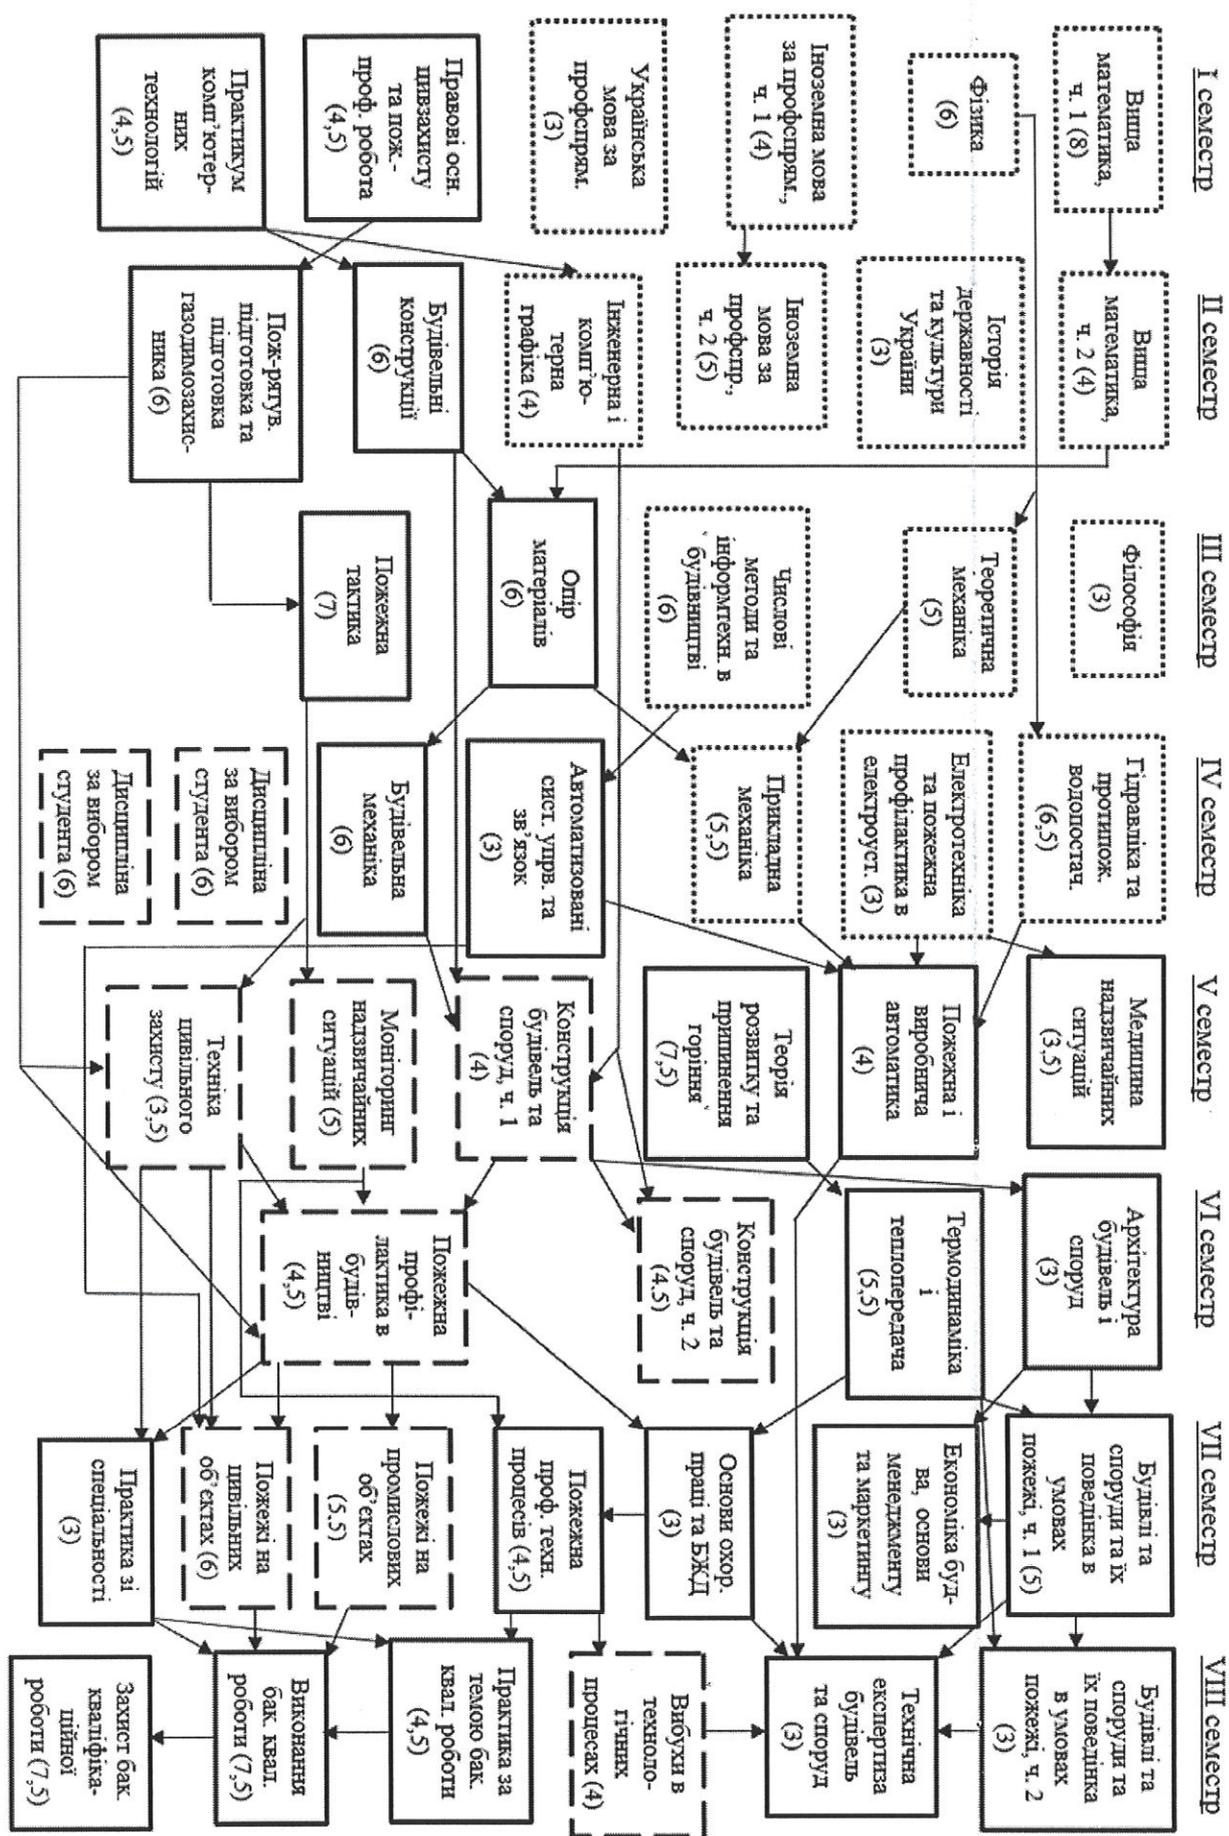 I семестр
Вища
математика,
ч. 1 (8)
Фізика
(6)
Іноземна мова
за профспрям.,
ч. 1 (4)
Українська
мова за
профспрям.
(3)
Правові осн.
цивзахисту
та пож.-
проф. робота
(4,5)
Практикум
комп’ютер-
них
технологій
(4,5)
II семестр
Вища
математика,
ч. 2 (4)
Історія
державності
та культури
України
(3)
Іноземна
мова за
профспр.,
ч. 2 (5)
Інженерна і
комп’ю-
терна
графіка (4)
Будівельні
конструкції
(6)
Пож-рятув.
підготовка та
підготовка
газодимозахис-
ника (6)
III семестр
Філософія
(3)
Теоретична
механіка
(5)
Числові
методи та
інформтехн. в
будівництві
(6)
Опір
матеріалів
(6)
Пожежна
тактика
(7)
IV семестр
Гідравліка та
протипож.
водопостач.
(6,5)
Електротехніка
та пожежна
профілактика в
електроуст. (3)
Прикладна
механіка
(5,5)
Автоматизовані
сист. упрв. та
зв’язок
(3)
Будівельна
механіка
(6)
Дисципліна
за вибором
студента (6)
Дисципліна
за вибором
студента (6)
V семестр
Медицина
надзвичайних
ситуацій
(3,5)
Пожежна і
виробнича
автоматика
(4)
Теорія
розвитку та
припинення
горіння
(7,5)
Конструкція
будівель та
споруд, ч. 1
(4)
Моніторинг
надзвичайних
ситуацій (5)
Техніка
цивільного
захисту (3,5)
VI семестр
Архітектура
будівель і
споруд
(3)
Термодинаміка
і
теплопередача
(5,5)
Конструкція
будівель та
споруд, ч. 2
(4.5)
Пожежна
профі-
лактика в
будів-
ництві
(4,5)
VII семестр
Будівлі та
споруди та їх
поведінка в
умовах
пожежі, ч. 1 (5)
Економіка буд-
ва, основи
менеджменту
та маркетингу
(3)
Основи охор.
праці та БЖД
(3)
Пожежна
проф. техн.
процесів (4,5)
Пожежі на
промислових
об’єктах
(5.5)
Пожежі на
цивільних
об’єктах (6)
Практика зі
спеціальності
(3)
VIII семестр
Будівлі та
споруди та
їх поведінка
в умовах
пожежі, ч. 2
(3)
Технічна
експертиза
будівель
та споруд
(3)
Вибухи в
техноло-
гічних
процесах (4)
Практика за
темою бак.
квал. роботи
(4,5)
Виконання
бак. квал.
роботи (7,5)
Захист бак.
кваліфіка-
ційної
роботи (7,5)